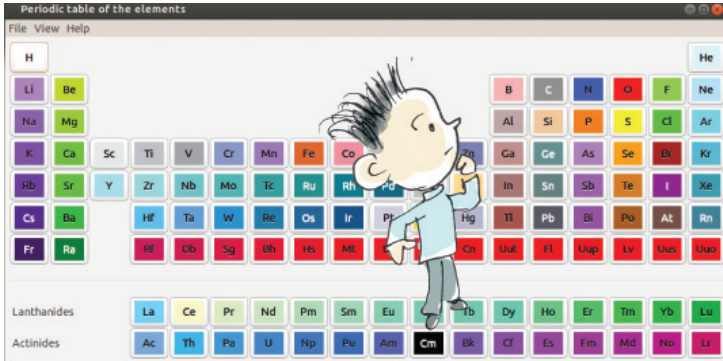 Periodic table of the elements
File View Help
H He
Li Be B C N O F Ne
Na Mg Al Si P S Cl Ar
K Ca Sc Ti V Cr Mn Fe Co Zn Ga Ge As Se Br Kr
Rb Sr Y Zr Nb Mo Tc Ru Rh Pd In Sn Sb Te I Xe
Cs Ba Hf Ta W Re Os Ir Pt Hg Tl Pb Bi Po At Rn
Fr Ra Rf Db Sg Bh Hs Mt Cn Uut Fl Uup Lv Uus Uuo
Lanthanides La Ce Pr Nd Pm Sm Eu Tb Dy Ho Er Tm Yb Lu
Actinides Ac Th Pa U Np Pu Am Cm Bk Cf Es Fm Md No Lr